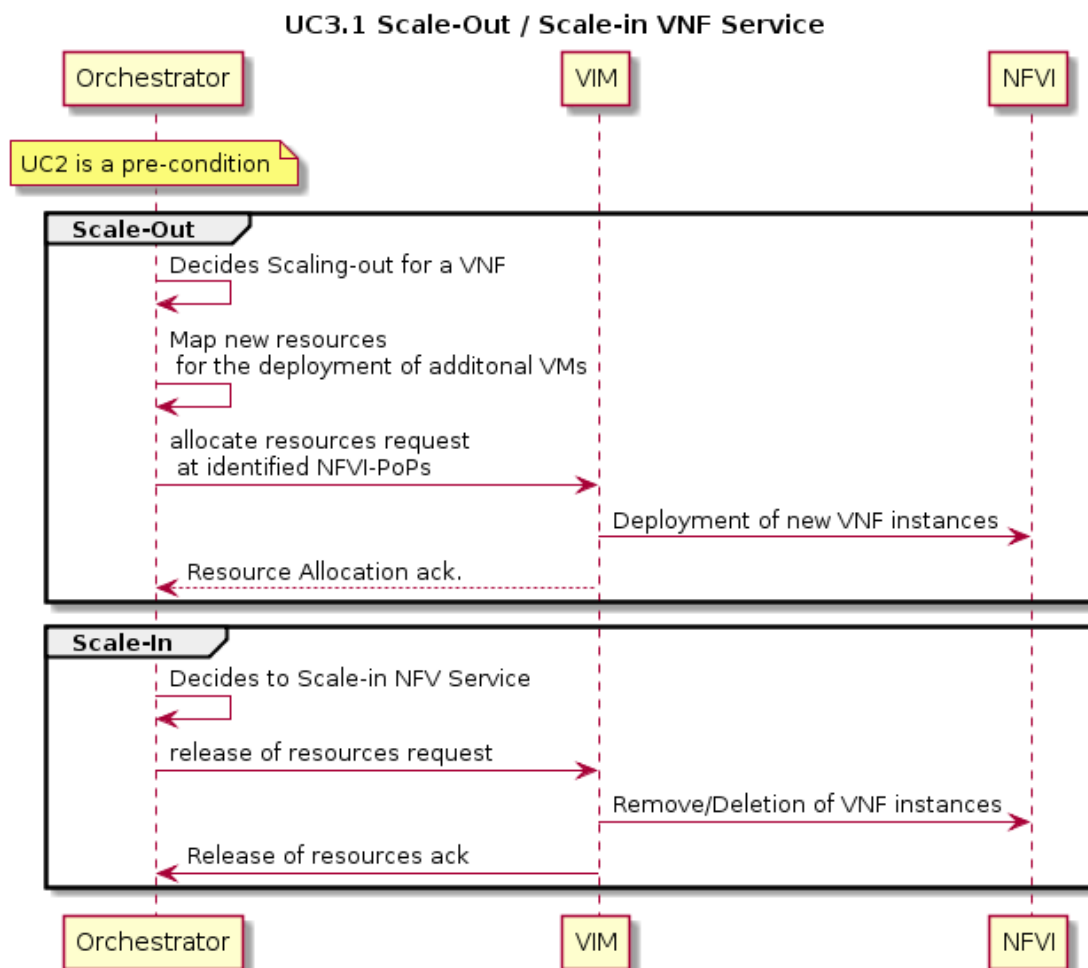 UC3.1 Scale-Out / Scale-in VNF Service
Orchestrator
VIM
NFVI
UC2 is a pre-condition
Scale-Out
Decides Scaling-out for a VNF
Map new resources
for the deployment of additonal VMs
allocate resources request
at identified NFVI-PoPs
Deployment of new VNF instances
Resource Allocation ack.
Scale-In
Decides to Scale-in NFV Service
release of resources request
Remove/Deletion of VNF instances
Release of resources ack
Orchestrator
VIM
NFVI